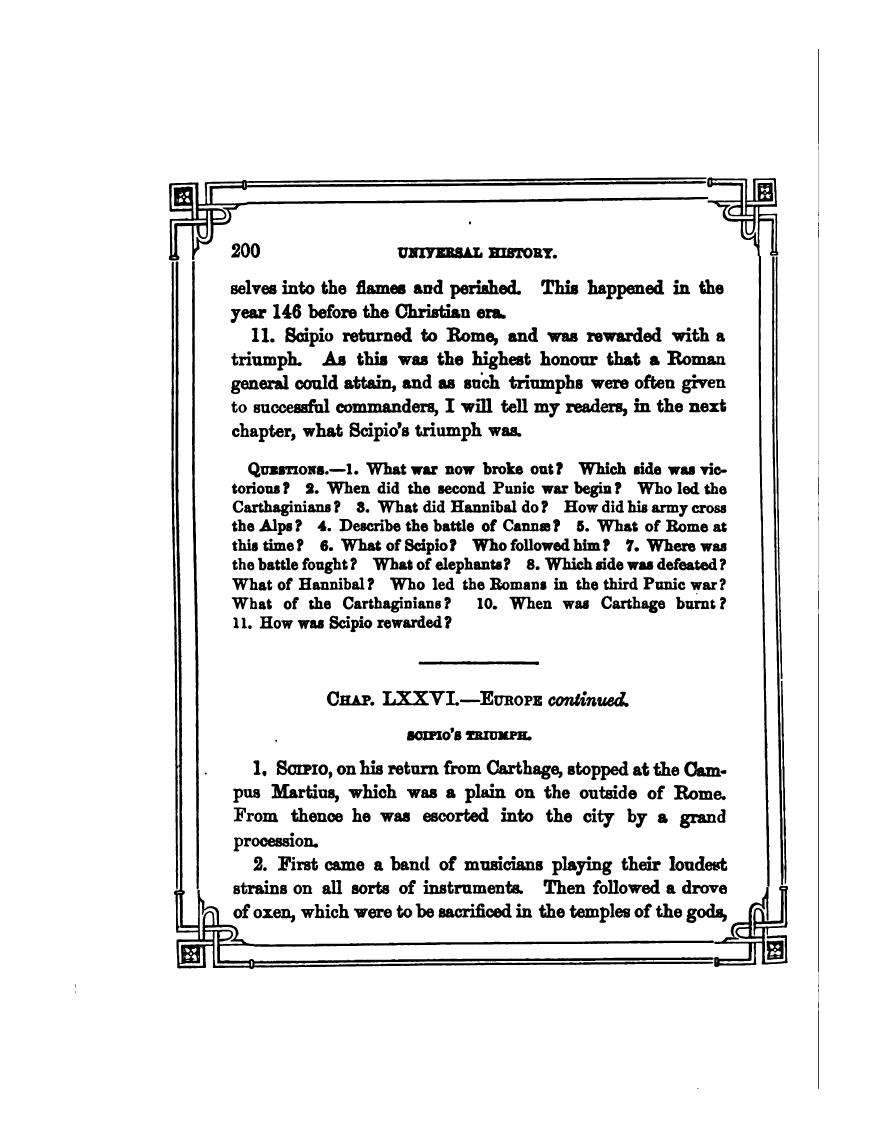 200 UNIVERSAL HISTORY.
selves into the flames and perished. This happened in the
year 146 before the Christian era.
11. Scipio returned to Rome, and was rewarded with a
triumph. As this was the highest honour that a Roman
general could attain, and as such triumphs were often given
to successful commanders, I will tell my readers, in the next
chapter, what Scipio's triumph was.
QUESTIONS.—1. What war now broke out? Which side was vic-
torious? 2. When did the second Punic war begin? Who led the
Carthaginians? 3. What did Hannibal do? How did his army cross
the Alps? 4. Describe the battle of Cannæ? 5. What of Rome at
this time? 6. What of Scipio? Who followed him? 7. Where was
the battle fought? What of elephants? 8. Which side was defeated?
What of Hannibal? Who led the Romans in the third Punic war?
What of the Carthaginians? 10. When was Carthage burnt?
11. How was Scipio rewarded?
CHAP. LXXVI.—EUROPE continued.
SCIPIO'S TRIUMPH.
1. SCIPIO, on his return from Carthage, stopped at the Cam-
pus Martius, which was a plain on the outside of Rome.
From thence he was escorted into the city by a grand
procession.
2. First came a band of musicians playing their loudest
strains on all sorts of instruments. Then followed a drove
of oxen, which were to be sacrificed in the temples of the gods,